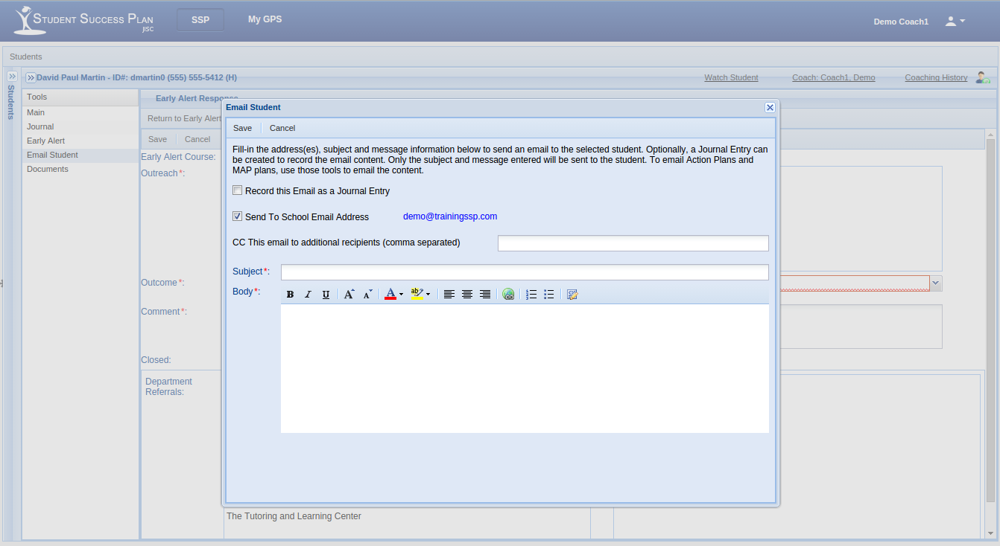 STUDENT SUCCESS PLAN
JISC
SSP
My GPS
Demo Coach1
Students
Students
David Paul Martin - ID#: dmartin0 (555) 555-5412 (H)
Watch Student
Coach: Coach1, Demo
Coaching History
Tools
Main
Journal
Early Alert
Email Student
Documents
Early Alert Response
Return to Early Alert
Save
Cancel
Early Alert Course:
Outreach*:
Outcome*:
Comment*:
Closed:
Department
Referrals:
Email Student
Save
Cancel
Fill-in the address(es), subject and message information below to send an email to the selected student. Optionally, a Journal Entry can
be created to record the email content. Only the subject and message entered will be sent to the student. To email Action Plans and
MAP plans, use those tools to email the content.
Record this Email as a Journal Entry
Send To School Email Address
demo@trainingssp.com
CC This email to additional recipients (comma separated)
Subject*:
Body*:
B I U A A A ab
The Tutoring and Learning Center